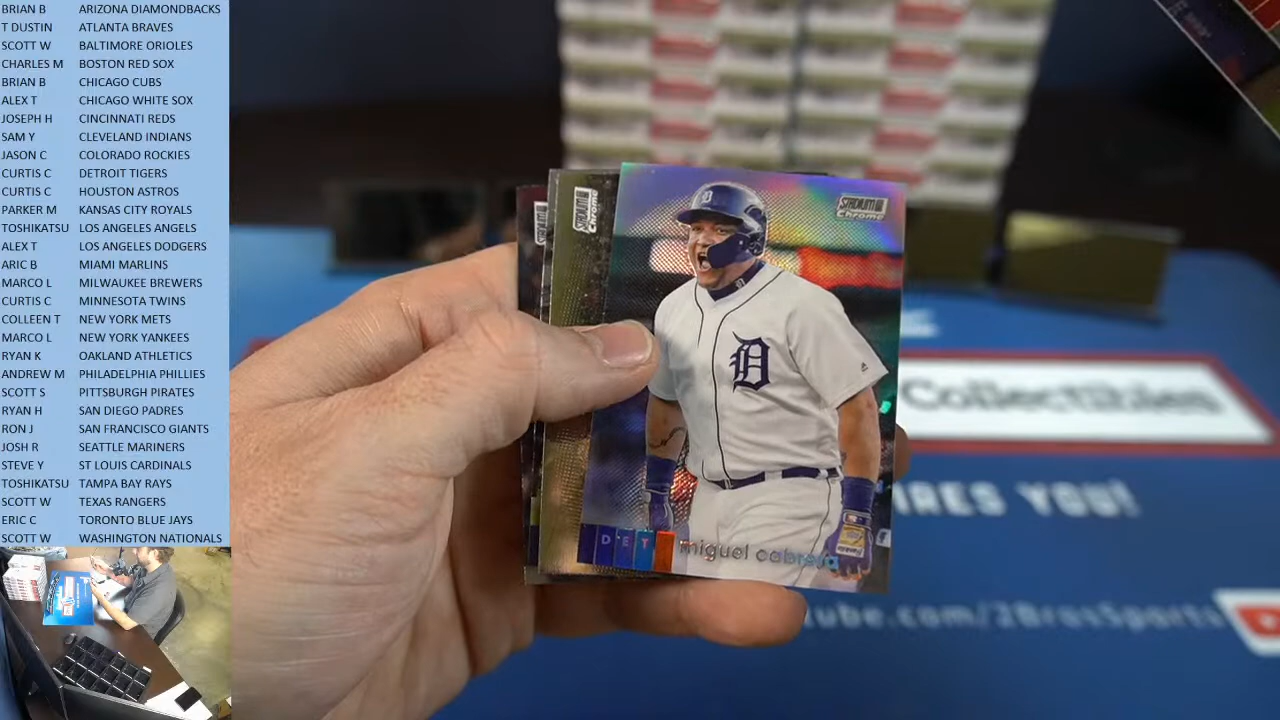 BRIAN B ARIZONA DIAMONDBACKS
T DUSTIN ATLANTA BRAVES
SCOTT W BALTIMORE ORIOLES
CHARLES M BOSTON RED SOX
BRIAN B CHICAGO CUBS
ALEX T CHICAGO WHITE SOX
JOSEPH H CINCINNATI REDS
SAM Y CLEVELAND INDIANS
JASON C COLORADO ROCKIES
CURTIS C DETROIT TIGERS
CURTIS C HOUSTON ASTROS
PARKER M KANSAS CITY ROYALS
TOSHIKATSU LOS ANGELES ANGELS
ALEX T LOS ANGELES DODGERS
ARIC B MIAMI MARLINS
MARCO L MILWAUKEE BREWERS
CURTIS C MINNESOTA TWINS
COLLEEN T NEW YORK METS
MARCO L NEW YORK YANKEES
RYAN K OAKLAND ATHLETICS
ANDREW M PHILADELPHIA PHILLIES
SCOTT S PITTSBURGH PIRATES
RYAN H SAN DIEGO PADRES
RON J SAN FRANCISCO GIANTS
JOSH R SEATTLE MARINERS
STEVE Y ST LOUIS CARDINALS
TOSHIKATSU TAMPA BAY RAYS
SCOTT W TEXAS RANGERS
ERIC C TORONTO BLUE JAYS
SCOTT W WASHINGTON NATIONALS
STADIUM
Chrome
STADIUM
Chrome
D
D
DET miguel cabrera
Collectibles
YOU!